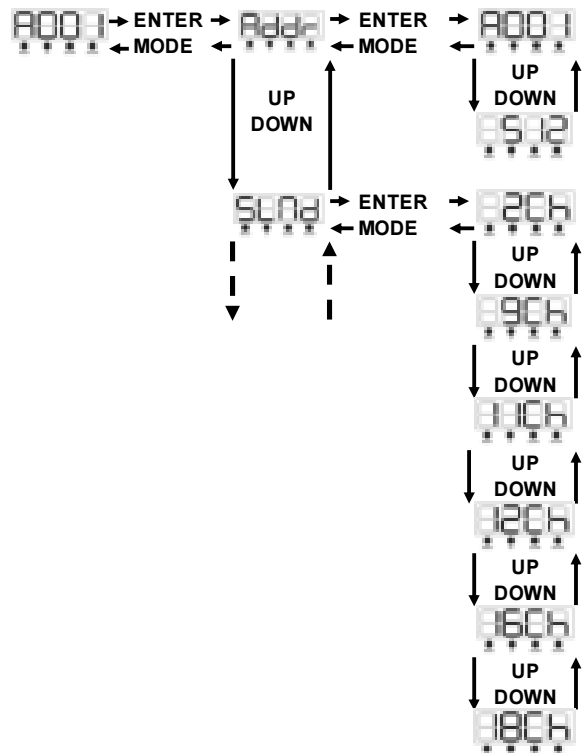 A001 ENTER Addr ENTER A001
MODE MODE
UP UP
DOWN DOWN
512
SLMd ENTER 2Ch
MODE
UP
DOWN
9Ch
UP
DOWN
11Ch
UP
DOWN
12Ch
UP
DOWN
16Ch
UP
DOWN
18Ch